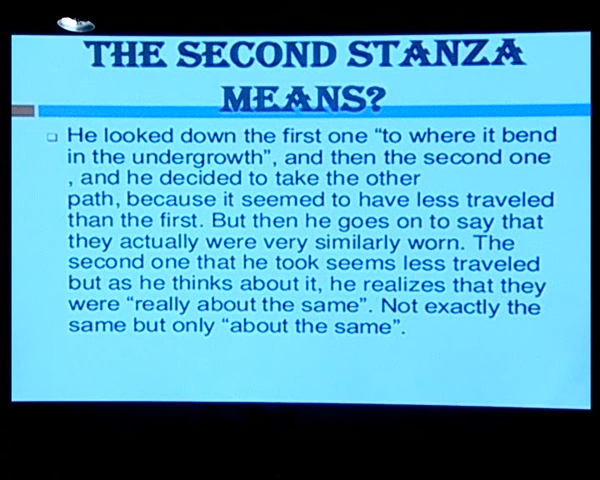 THE SECOND STANZA
MEANS?
He looked down the first one “to where it bend
in the undergrowth”, and then the second one
, and he decided to take the other
path, because it seemed to have less traveled
than the first. But then he goes on to say that
they actually were very similarly worn. The
second one that he took seems less traveled
but as he thinks about it, he realizes that they
were “really about the same”. Not exactly the
same but only “about the same”.